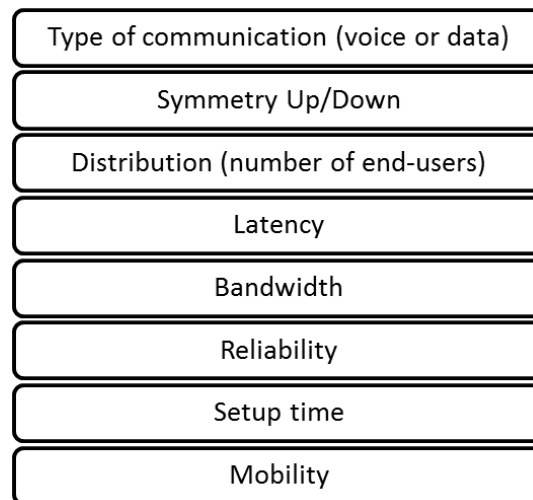 Type of communication (voice or data)
Symmetry Up/Down
Distribution (number of end-users)
Latency
Bandwidth
Reliability
Setup time
Mobility